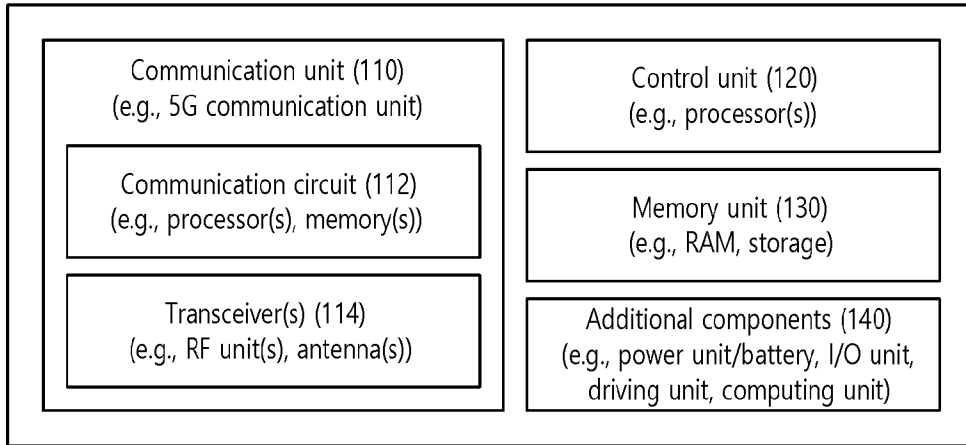 Communication unit (110)
(e.g., 5G communication unit)
Communication circuit (112)
(e.g., processor(s), memory(s))
Transceiver(s) (114)
(e.g., RF unit(s), antenna(s))
Control unit (120)
(e.g., processor(s))
Memory unit (130)
(e.g., RAM, storage)
Additional components (140)
(e.g., power unit/battery, I/O unit,
driving unit, computing unit)